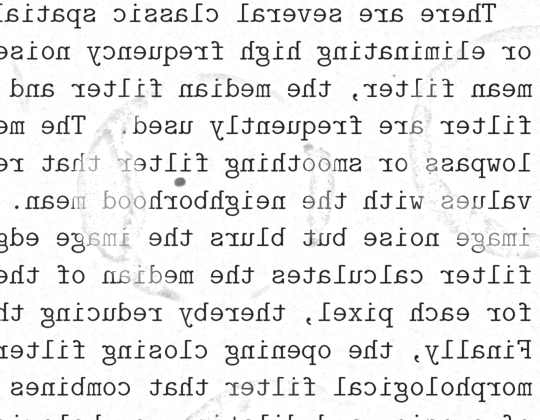 There are several classic spatial
or eliminating high frequency noise
mean filter, the median filter and
filter are frequently used. The me
lowpass or smoothing filter that re
values with the neighborhood mean.
image noise but blurs the image edg
filter calculates the median of the
for each pixel, thereby reducing th
Finally, the opening closing filter
morphological filter that combines